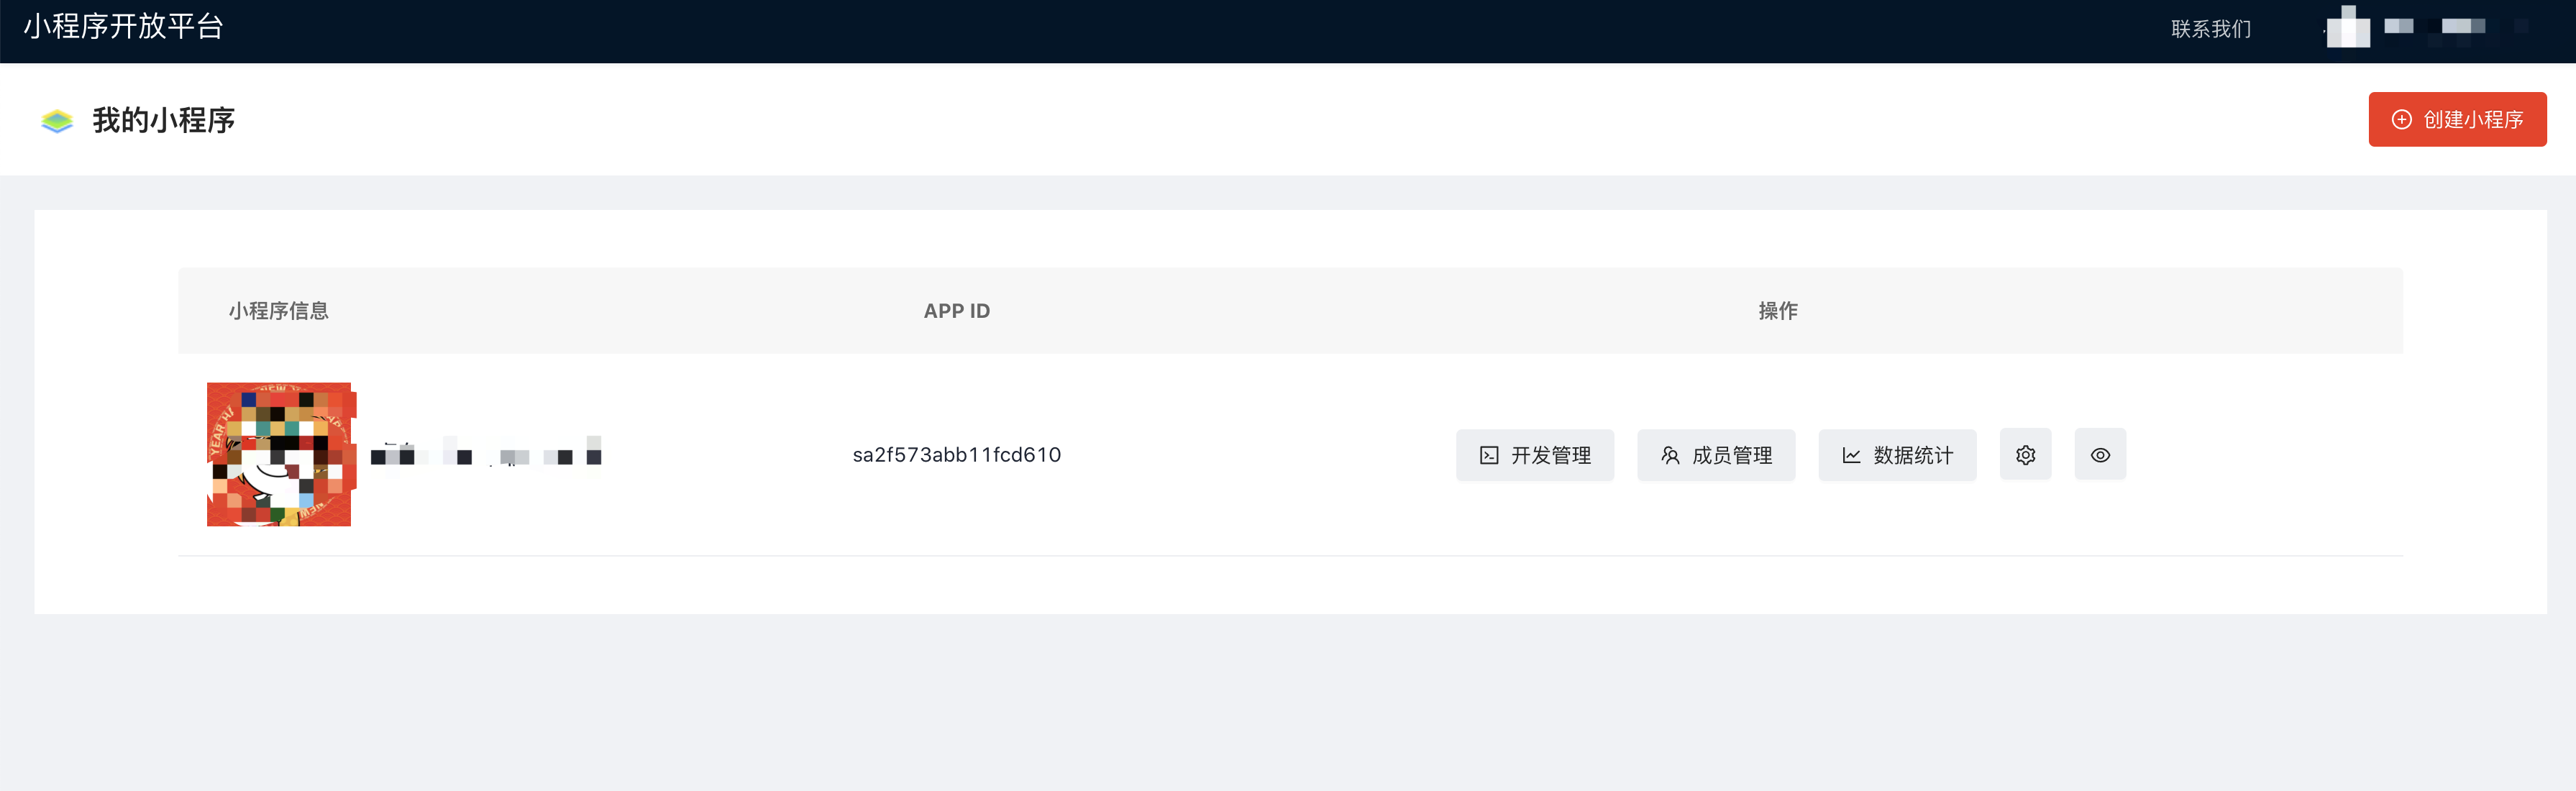 小程序开放平台
联系我们
我的小程序
创建小程序
小程序信息
APP ID
操作
sa2f573abb11fcd610
开发管理
成员管理
数据统计